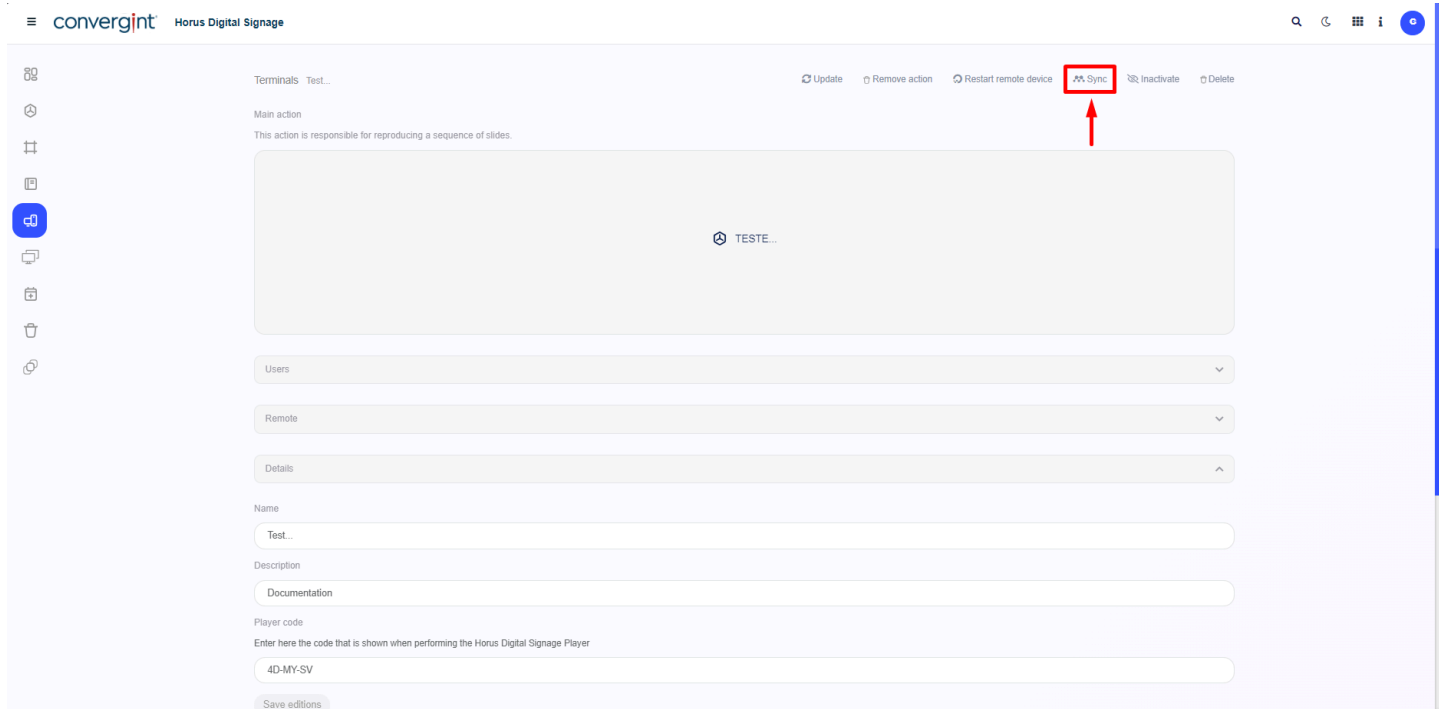 convergint Horus Digital Signage
G
Terminals Test... Update Remove action Restart remote device Sync Inactivate Delete
Main action
This action is responsible for reproducing a sequence of slides.
TESTE...
Users
Remote
Details
Name
Test...
Description
Documentation
Player code
Enter here the code that is shown when performing the Horus Digital Signage Player
4D-MY-SV
Save editions